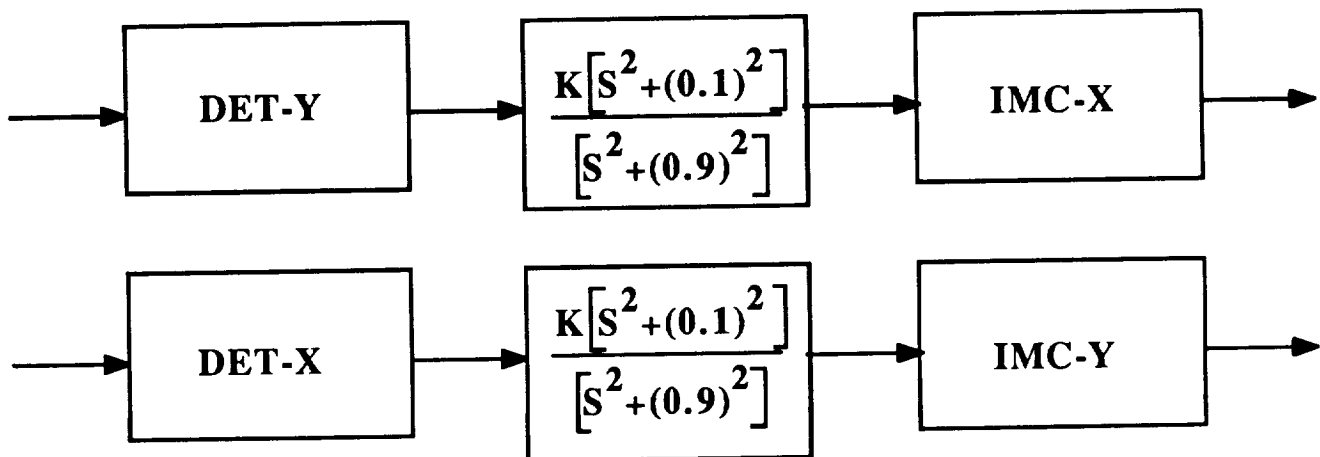 DET-Y
K[S²+(0.1)²]
[S²+(0.9)²]
IMC-X
DET-X
K[S²+(0.1)²]
[S²+(0.9)²]
IMC-Y